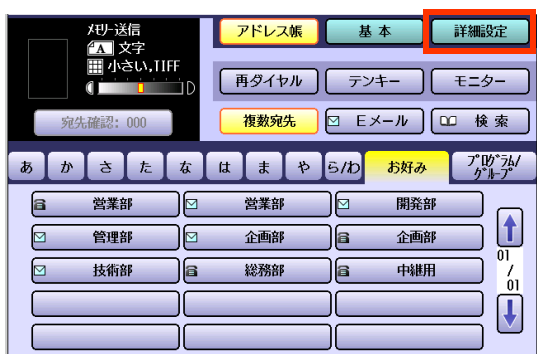 ﾒﾓﾘｰ送信
A 文字
小さい,TIFF
D
宛先確認: 000
アドレス帳 基本 詳細設定
再ダイヤル テンキー モニター
複数宛先 Eメール 検索
あ か さ た な は ま や ら/わ お好み ﾌﾟﾛｸﾞﾗﾑ/
ｸﾞﾙｰﾌﾟ
営業部 営業部 開発部
管理部 企画部 企画部
技術部 総務部 中継用
01
/
01